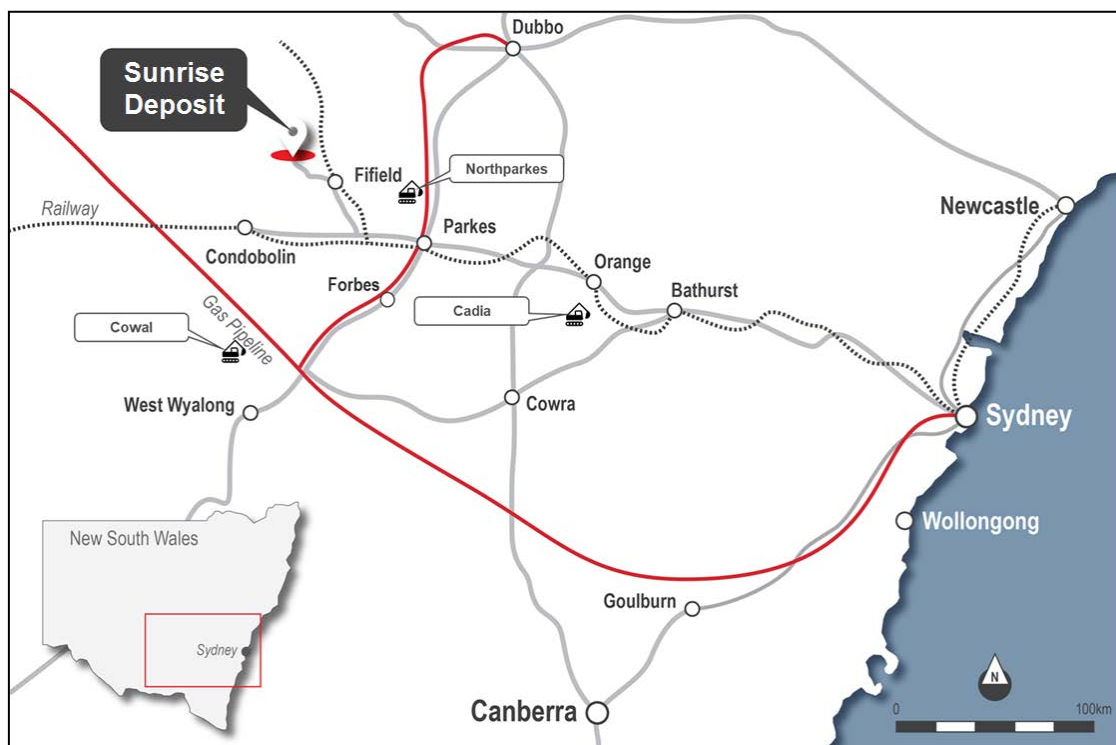 Dubbo
Sunrise
Deposit
Northparkes
Fifield
Railway
Newcastle
Parkes
Condobolin
Orange
Forbes
Bathurst
Gas Pipeline
Cadia
Cowal
West Wyalong
Cowra
Sydney
New South Wales
Wollongong
Goulburn
Sydney
N
Canberra
0
100km